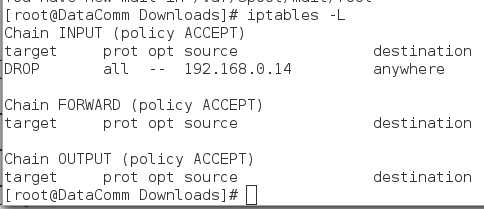 You have new mail in /var/spool/mail/root
[root@DataComm Downloads]# iptables -L
Chain INPUT (policy ACCEPT)
target     prot opt source               destination
DROP       all  --  192.168.0.14         anywhere
Chain FORWARD (policy ACCEPT)
target     prot opt source               destination
Chain OUTPUT (policy ACCEPT)
target     prot opt source               destination
[root@DataComm Downloads]#